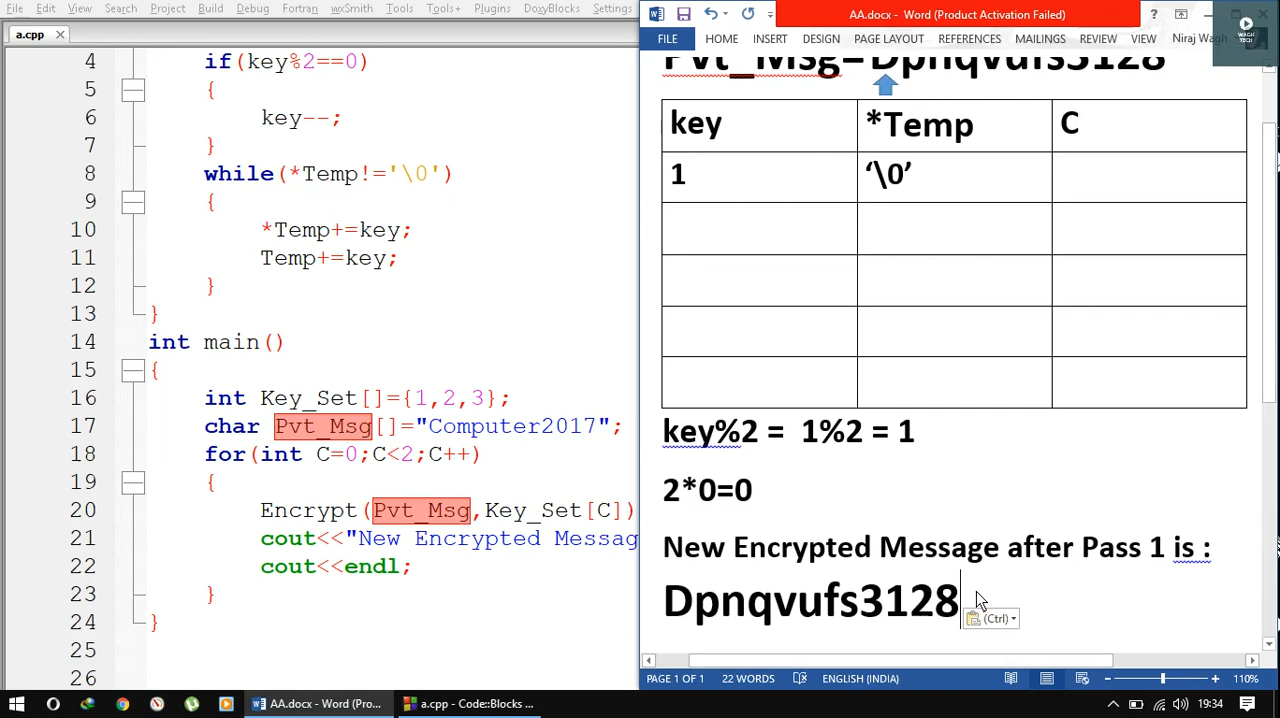 File Edit View Search Project Build Debug Fortran wxSmith Tools Tools+ Plugins DoxyBlocks Settings
a.cpp
4 if(key%2==0)
5 {
6 key--;
7 }
8 while(*Temp!='\0')
9 {
10 *Temp+=key;
11 Temp+=key;
12 }
13 }
14 int main()
15 {
16 int Key_Set[]={1,2,3};
17 char Pvt_Msg[]="Computer2017";
18 for(int C=0;C<2;C++)
19 {
20 Encrypt(Pvt_Msg,Key_Set[C])
21 cout<<"New Encrypted Messag
22 cout<<endl;
23 }
24 }
25
26
AA.docx - Word (Product Activation Failed)
FILE HOME INSERT DESIGN PAGE LAYOUT REFERENCES MAILINGS REVIEW VIEW Niraj Wagh
WAGH TECH
Pvt_Msg=Dpnqvufs3128
key *Temp C
1 ‘\0’
key%2 = 1%2 = 1
2*0=0
New Encrypted Message after Pass 1 is :
Dpnqvufs3128
(Ctrl)
PAGE 1 OF 1 22 WORDS ENGLISH (INDIA) 110%
AA.docx - Word (Pro... a.cpp - Code::Blocks ... 19:34